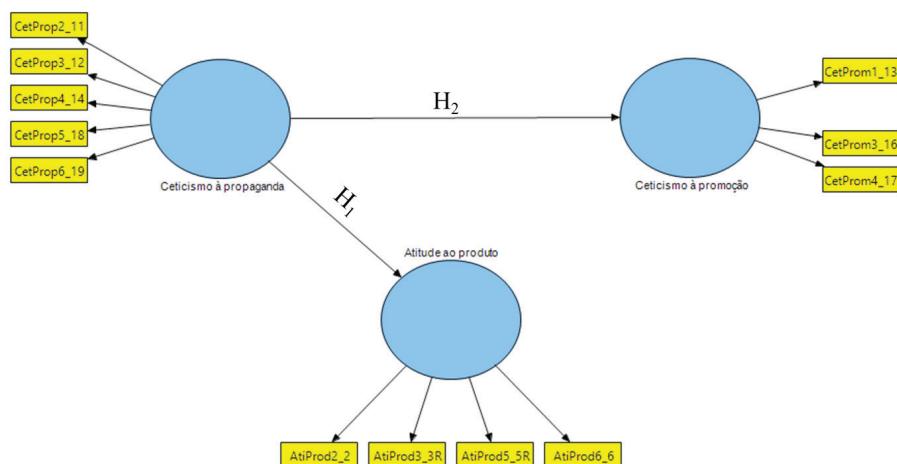 CetProp2_11
CetProp3_12
CetProp4_14
CetProp5_18
CetProp6_19
Ceticismo à propaganda
H2
CetProm1_13
CetProm3_16
CetProm4_17
Ceticismo à promoção
H1
Atitude ao produto
AtiProd2_2
AtiProd3_3R
AtiProd5_5R
AtiProd6_6